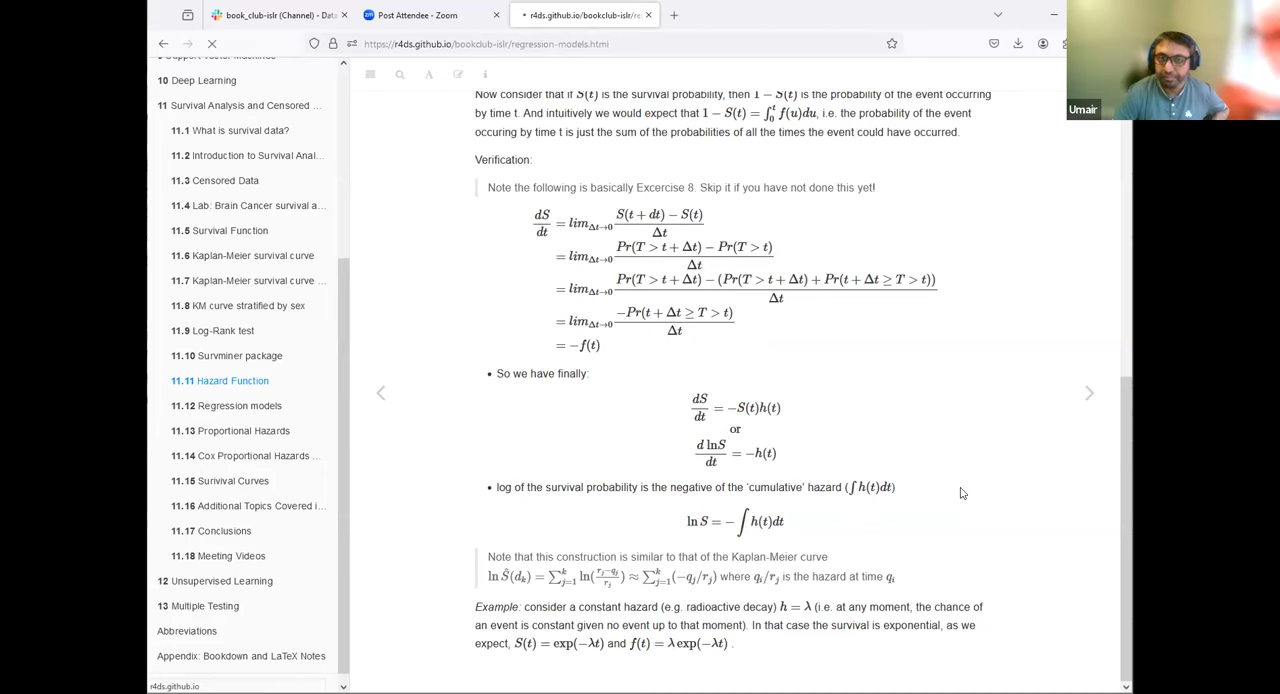 book_club-islr (Channel) - Dat
Post Attendee - Zoom
r4ds.github.io/bookclub-islr/re
https://r4ds.github.io/bookclub-islr/regression-models.html
Umair
10 Deep Learning
11 Survival Analysis and Censored ...
11.1 What is survival data?
11.2 Introduction to Survival Anal...
11.3 Censored Data
11.4 Lab: Brain Cancer survival a...
11.5 Survival Function
11.6 Kaplan-Meier survival curve
11.7 Kaplan-Meier survival curve ...
11.8 KM curve stratified by sex
11.9 Log-Rank test
11.10 Survminer package
11.11 Hazard Function
11.12 Regression models
11.13 Proportional Hazards
11.14 Cox Proportional Hazards ...
11.15 Surivival Curves
11.16 Additional Topics Covered i...
11.17 Conclusions
11.18 Meeting Videos
12 Unsupervised Learning
13 Multiple Testing
Abbreviations
Appendix: Bookdown and LaTeX Notes
r4ds.github.io
Now consider that if S(t) is the survival probability, then 1 − S(t) is the probability of the event occurring
by time t. And intuitively we would expect that 1 − S(t) = ∫₀ᵗ f(u)du, i.e. the probability of the event
occuring by time t is just the sum of the probabilities of all the times the event could have occurred.
Verification:
Note the following is basically Excercise 8. Skip it if you have not done this yet!
dS/dt = lim_{Δt→0} (S(t + dt) − S(t))/Δt
= lim_{Δt→0} (Pr(T > t + Δt) − Pr(T > t))/Δt
= lim_{Δt→0} (Pr(T > t + Δt) − (Pr(T > t + Δt) + Pr(t + Δt ≥ T > t)))/Δt
= lim_{Δt→0} −Pr(t + Δt ≥ T > t)/Δt
= −f(t)
• So we have finally:
dS/dt = −S(t)h(t)
or
d ln S/dt = −h(t)
• log of the survival probability is the negative of the 'cumulative' hazard (∫ h(t)dt)
ln S = − ∫ h(t)dt
Note that this construction is similar to that of the Kaplan-Meier curve
ln Ŝ(d_k) = ∑_{j=1}^{k} ln((r_j−q_j)/r_j) ≈ ∑_{j=1}^{k} (−q_j/r_j) where q_i/r_j is the hazard at time q_i
Example: consider a constant hazard (e.g. radioactive decay) h = λ (i.e. at any moment, the chance of
an event is constant given no event up to that moment). In that case the survival is exponential, as we
expect, S(t) = exp(−λt) and f(t) = λ exp(−λt) .